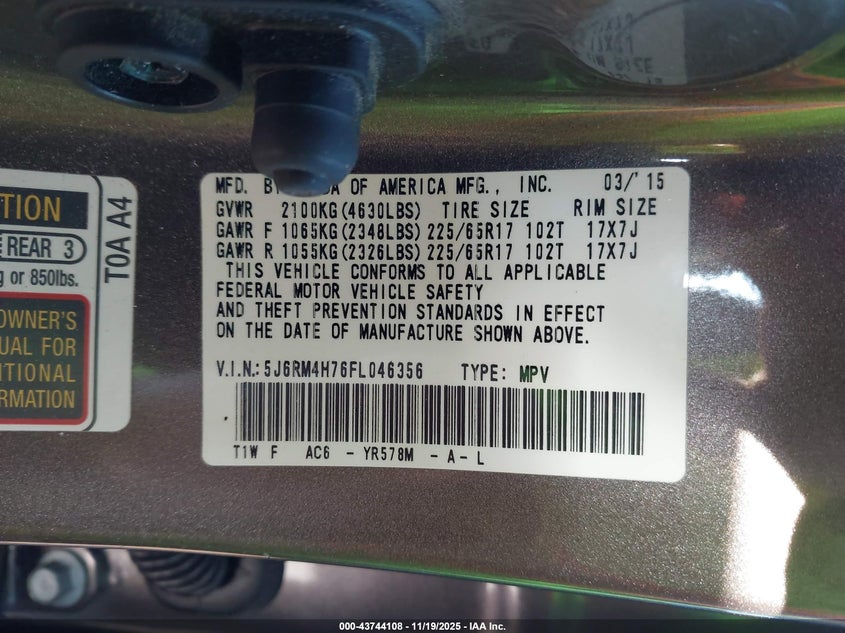 MFD. B DA OF AMERICA MFG., INC. 03/'15
GVWR 2100KG(4630LBS) TIRE SIZE RIM SIZE
GAWR F 1065KG(2348LBS) 225/65R17 102T 17X7J
GAWR R 1055KG(2326LBS) 225/65R17 102T 17X7J
THIS VEHICLE CONFORMS TO ALL APPLICABLE
FEDERAL MOTOR VEHICLE SAFETY
AND THEFT PREVENTION STANDARDS IN EFFECT
ON THE DATE OF MANUFACTURE SHOWN ABOVE.
V.I.N.:5J6RM4H76FL046356 TYPE: MPV
T1W F AC6 - YR578M - A - L
TION
REAR 3
g or 850lbs.
OWNER'S
UAL FOR
ITIONAL
RMATION
T0A A4
000-43744108 - 11/19/2025 - IAA Inc.